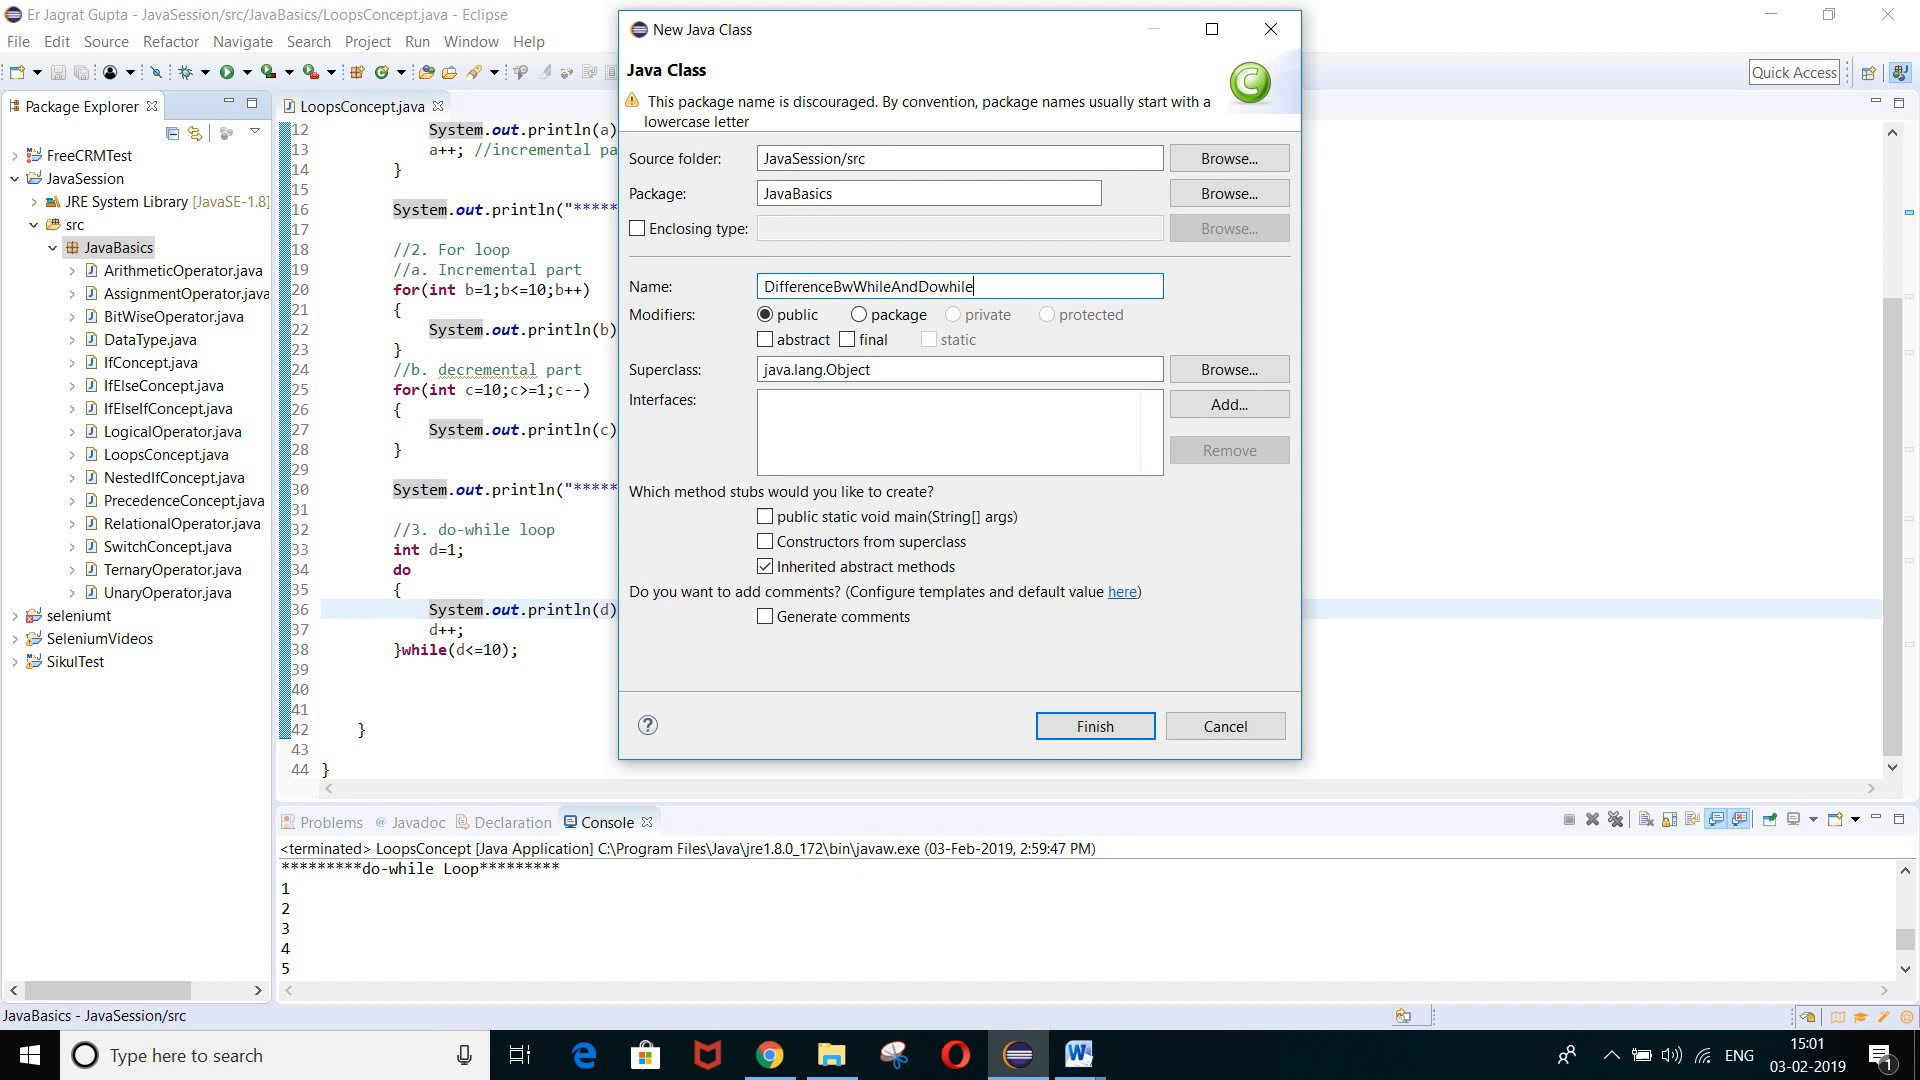 Er Jagrat Gupta - JavaSession/src/JavaBasics/LoopsConcept.java - Eclipse
File Edit Source Refactor Navigate Search Project Run Window Help
Quick Access
Package Explorer
FreeCRMTest
JavaSession
JRE System Library [JavaSE-1.8]
src
JavaBasics
ArithmeticOperator.java
AssignmentOperator.java
BitWiseOperator.java
DataType.java
IfConcept.java
IfElseConcept.java
IfElseIfConcept.java
LogicalOperator.java
LoopsConcept.java
NestedIfConcept.java
PrecedenceConcept.java
RelationalOperator.java
SwitchConcept.java
TernaryOperator.java
UnaryOperator.java
seleniumt
SeleniumVideos
SikulTest
LoopsConcept.java
12 System.out.println(a)
13 a++; //incremental pa
14 }
15
16 System.out.println("*****
17
18 //2. For loop
19 //a. Incremental part
20 for(int b=1;b<=10;b++)
21 {
22 System.out.println(b)
23 }
24 //b. decremental part
25 for(int c=10;c>=1;c--)
26 {
27 System.out.println(c)
28 }
29
30 System.out.println("*****
31
32 //3. do-while loop
33 int d=1;
34 do
35 {
36 System.out.println(d)
37 d++;
38 }while(d<=10);
39
40
41
42 }
43
44 }
New Java Class
Java Class
This package name is discouraged. By convention, package names usually start with a
lowercase letter
Source folder: JavaSession/src Browse...
Package: JavaBasics Browse...
Enclosing type: Browse...
Name: DifferenceBwWhileAndDowhile
Modifiers: public package private protected
abstract final static
Superclass: java.lang.Object Browse...
Interfaces: Add...
Remove
Which method stubs would you like to create?
public static void main(String[] args)
Constructors from superclass
Inherited abstract methods
Do you want to add comments? (Configure templates and default value here)
Generate comments
Finish Cancel
Problems @ Javadoc Declaration Console
<terminated> LoopsConcept [Java Application] C:\Program Files\Java\jre1.8.0_172\bin\javaw.exe (03-Feb-2019, 2:59:47 PM)
*********do-while Loop*********
1
2
3
4
5
JavaBasics - JavaSession/src
Type here to search
ENG
15:01
03-02-2019
1